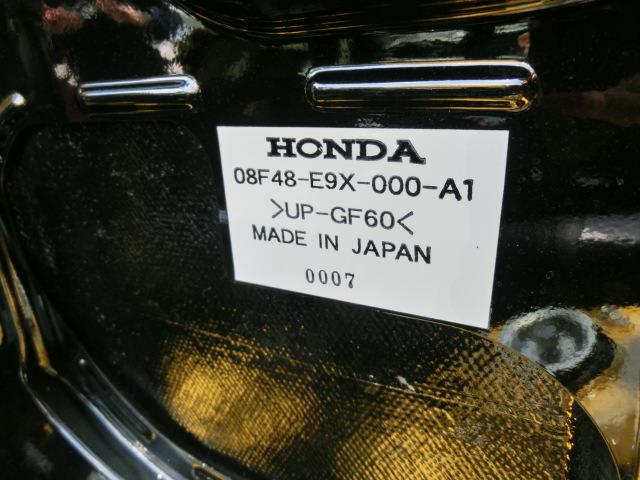 HONDA
08F48-E9X-000-A1
>UP-GF60<
MADE IN JAPAN
0007